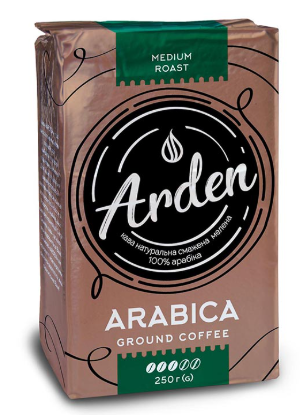 MEDIUM
ROAST
Arden
кава натуральна смажена мелена
100% арабіка
ARABICA
GROUND COFFEE
250 г (G)